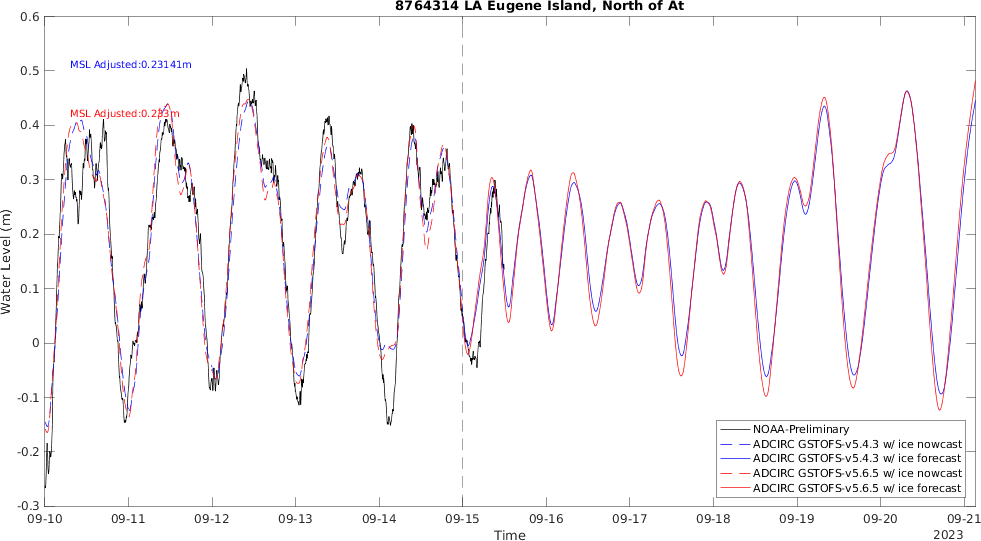 8764314 LA Eugene Island, North of At
0.6
0.5
0.4
0.3
0.2
0.1
0
-0.1
-0.2
-0.3
Water Level (m)
MSL Adjusted:0.23141m
MSL Adjusted:0.233m
NOAA-Preliminary
ADCIRC GSTOFS-v5.4.3 w/ ice nowcast
ADCIRC GSTOFS-v5.4.3 w/ ice forecast
ADCIRC GSTOFS-v5.6.5 w/ ice nowcast
ADCIRC GSTOFS-v5.6.5 w/ ice forecast
09-10 09-11 09-12 09-13 09-14 09-15 09-16 09-17 09-18 09-19 09-20 09-21
Time
2023